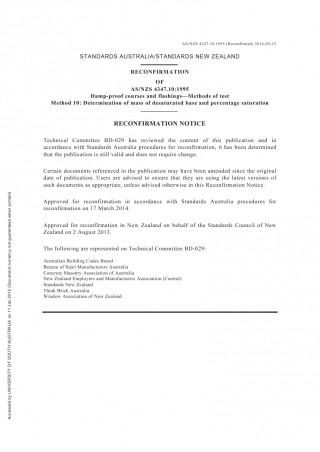 AS/NZS 4347.10:1995 (Reconfirmed) 2014-05-15
STANDARDS AUSTRALIA/STANDARDS NEW ZEALAND
RECONFIRMATION
OF
AS/NZS 4347.10:1995
Damp-proof courses and flashings—Methods of test
Method 10: Determination of mass of desaturated base and percentage saturation
RECONFIRMATION NOTICE
Technical Committee BD-029 has reviewed the content of this publication and in
accordance with Standards Australia procedures for reconfirmation, it has been determined
that the publication is still valid and does not require change.
Certain documents referenced in the publication may have been amended since the original
date of publication. Users are advised to ensure that they are using the latest versions of
such documents as appropriate, unless advised otherwise in this Reconfirmation Notice.
Approved for reconfirmation in accordance with Standards Australia procedures for
reconfirmation on 17 March 2014.
Approved for reconfirmation in New Zealand on behalf of the Standards Council of New
Zealand on 2 August 2013.
The following are represented on Technical Committee BD-029:
Australian Building Codes Board
Bureau of Steel Manufacturers Australia
Concrete Masonry Association of Australia
New Zealand Employers and Manufacturers Association (Central)
Standards New Zealand
Think Brick Australia
Window Association of New Zealand
Accessed by UNIVERSITY OF SOUTH AUSTRALIA on 11 Jan 2015 (Document currency not guaranteed when printed)